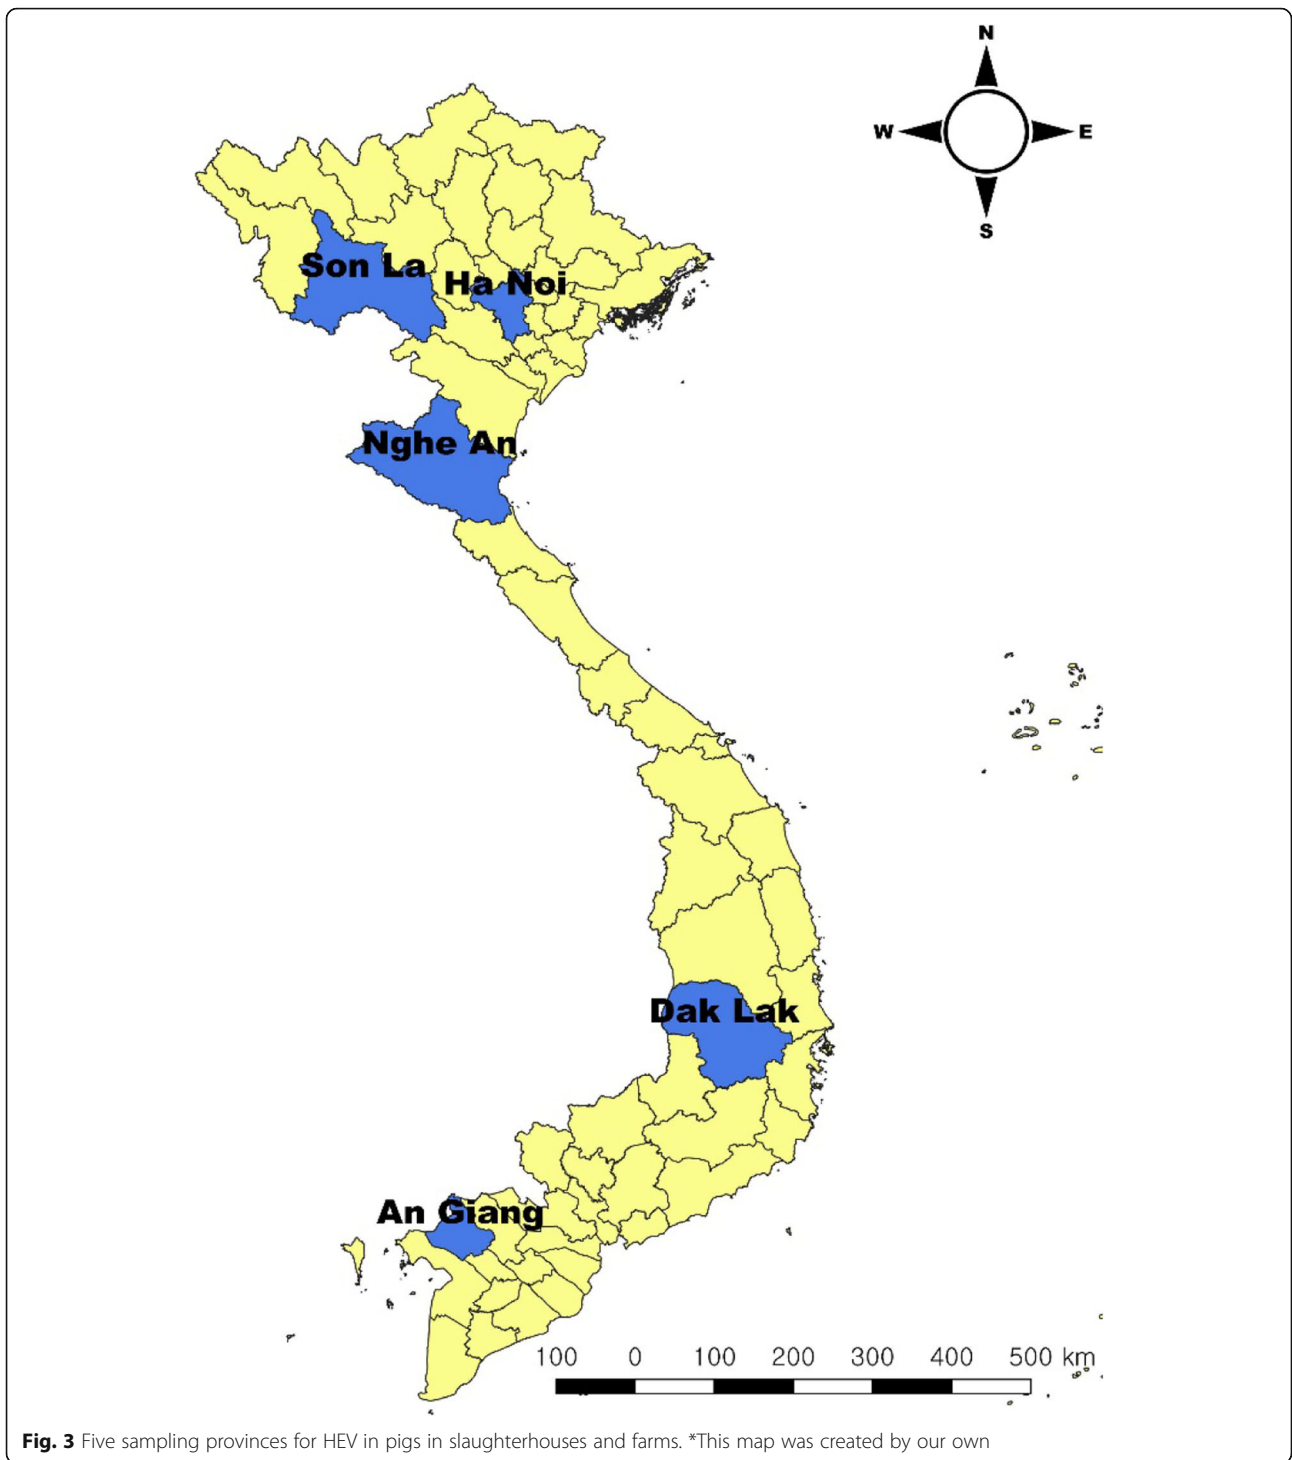 N
W E
S
Son La
Ha Noi
Nghe An
Dak Lak
An Giang
100 0 100 200 300 400 500 km
Fig. 3 Five sampling provinces for HEV in pigs in slaughterhouses and farms. *This map was created by our own